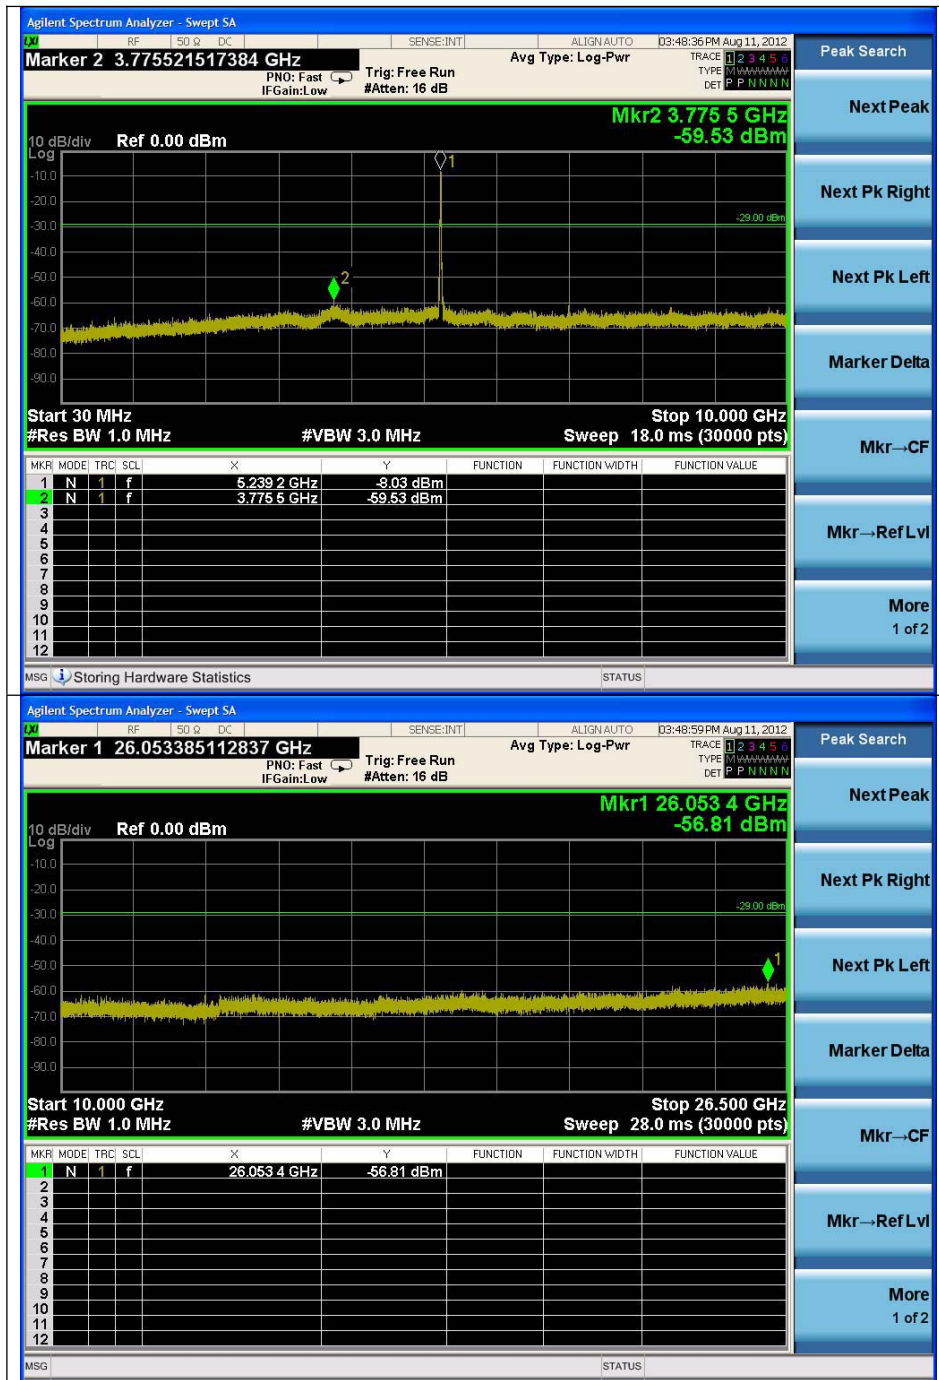 Agilent Spectrum Analyzer - Swept SA
LXI RF 50 Ω DC SENSE:INT ALIGN AUTO 03:48:36 PM Aug 11, 2012
Marker 2 3.775521517384 GHz
PNO: Fast
IFGain:Low
Trig: Free Run
#Atten: 16 dB
Avg Type: Log-Pwr
TRACE 1 2 3 4 5 6
TYPE M WWWWW
DET P P N N N N
Peak Search
Mkr2 3.775 5 GHz
-59.53 dBm
10 dB/div Ref 0.00 dBm
Log
1
-10.0
-20.0
-29.00 dBm
-30.0
-40.0
-50.0
2
-60.0
-70.0
-80.0
-90.0
Start 30 MHz Stop 10.000 GHz
#Res BW 1.0 MHz #VBW 3.0 MHz Sweep 18.0 ms (30000 pts)
MKR MODE TRC SCL X Y FUNCTION FUNCTION WIDTH FUNCTION VALUE
1 N 1 f 5.239 2 GHz -8.03 dBm
2 N 1 f 3.775 5 GHz -59.53 dBm
3
4
5
6
7
8
9
10
11
12
MSG Storing Hardware Statistics STATUS
Next Peak
Next Pk Right
Next Pk Left
Marker Delta
Mkr→CF
Mkr→Ref Lvl
More
1 of 2
Agilent Spectrum Analyzer - Swept SA
LXI RF 50 Ω DC SENSE:INT ALIGN AUTO 03:48:59 PM Aug 11, 2012
Marker 1 26.053385112837 GHz
PNO: Fast
IFGain:Low
Trig: Free Run
#Atten: 16 dB
Avg Type: Log-Pwr
TRACE 1 2 3 4 5 6
TYPE M WWWWW
DET P P N N N N
Peak Search
Mkr1 26.053 4 GHz
-56.81 dBm
10 dB/div Ref 0.00 dBm
Log
-10.0
-20.0
-29.00 dBm
-30.0
-40.0
-50.0
1
-60.0
-70.0
-80.0
-90.0
Start 10.000 GHz Stop 26.500 GHz
#Res BW 1.0 MHz #VBW 3.0 MHz Sweep 28.0 ms (30000 pts)
MKR MODE TRC SCL X Y FUNCTION FUNCTION WIDTH FUNCTION VALUE
1 N 1 f 26.053 4 GHz -56.81 dBm
2
3
4
5
6
7
8
9
10
11
12
MSG STATUS
Next Peak
Next Pk Right
Next Pk Left
Marker Delta
Mkr→CF
Mkr→Ref Lvl
More
1 of 2